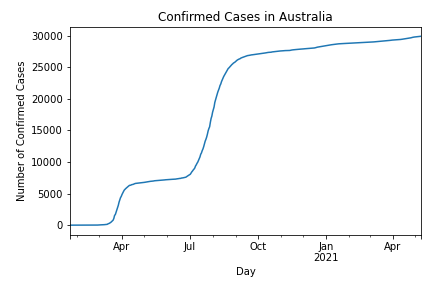 Confirmed Cases in Australia
Number of Confirmed Cases
30000
25000
20000
15000
10000
5000
0
Apr
Jul
Oct
Jan
2021
Apr
Day